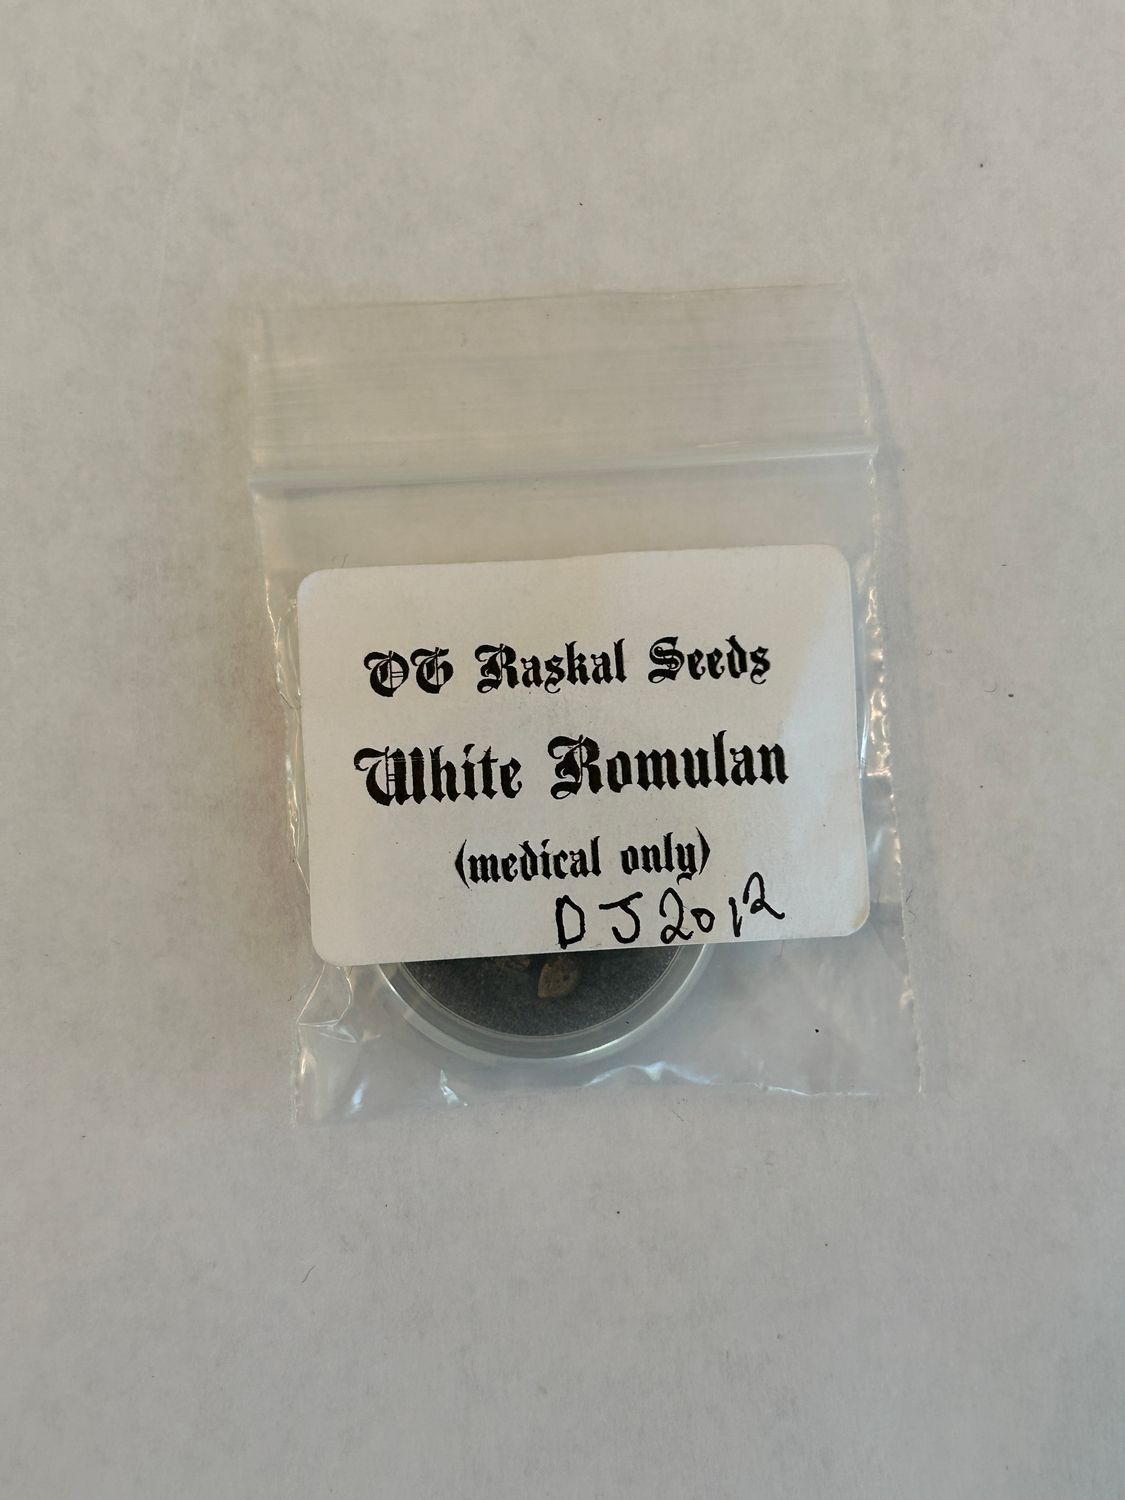 OG Raskal Seeds
White Romulan
(medical only)
DJ2012